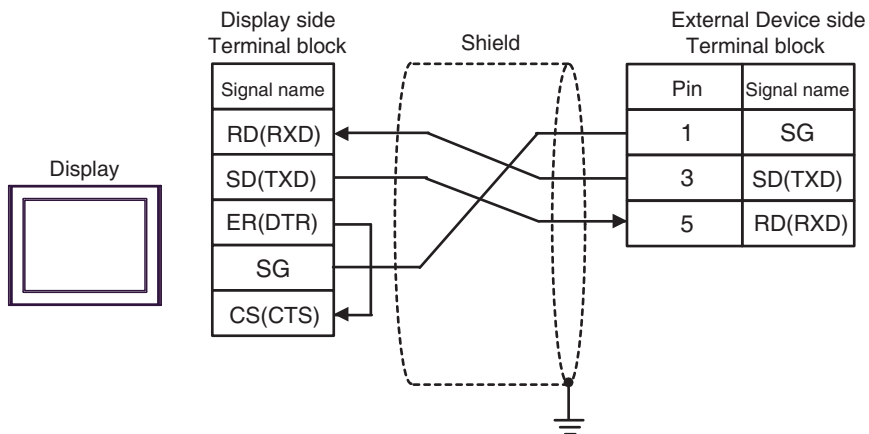 Display side
Terminal block
Shield
External Device side
Terminal block
Signal name
Pin
Signal name
RD(RXD)
1
SG
Display
SD(TXD)
3
SD(TXD)
ER(DTR)
5
RD(RXD)
SG
CS(CTS)